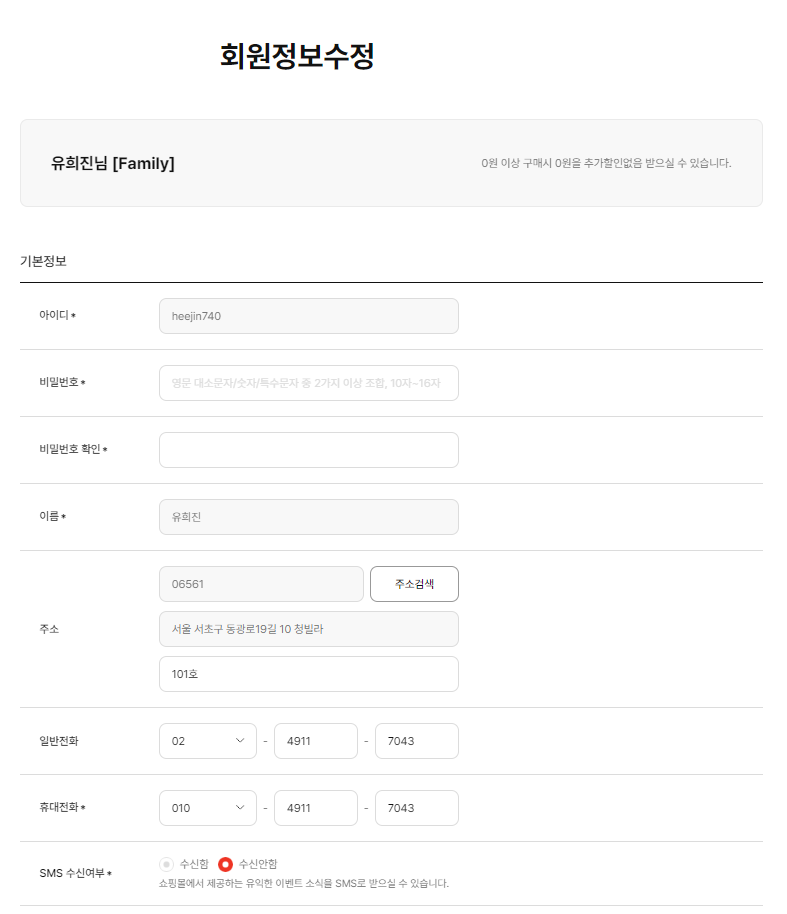 회원정보수정
유희진님 [Family]
0원 이상 구매시 0원을 추가할인없음 받으실 수 있습니다.
기본정보
아이디 *
heejin740
비밀번호 *
영문 대소문자/숫자/특수문자 중 2가지 이상 조합, 10자~16자
비밀번호 확인 *
이름 *
유희진
주소
06561
주소검색
서울 서초구 동광로19길 10 청빌라
101호
일반전화
02 - 4911 - 7043
휴대전화 *
010 - 4911 - 7043
SMS 수신여부 *
수신함 수신안함
쇼핑몰에서 제공하는 유익한 이벤트 소식을 SMS로 받으실 수 있습니다.